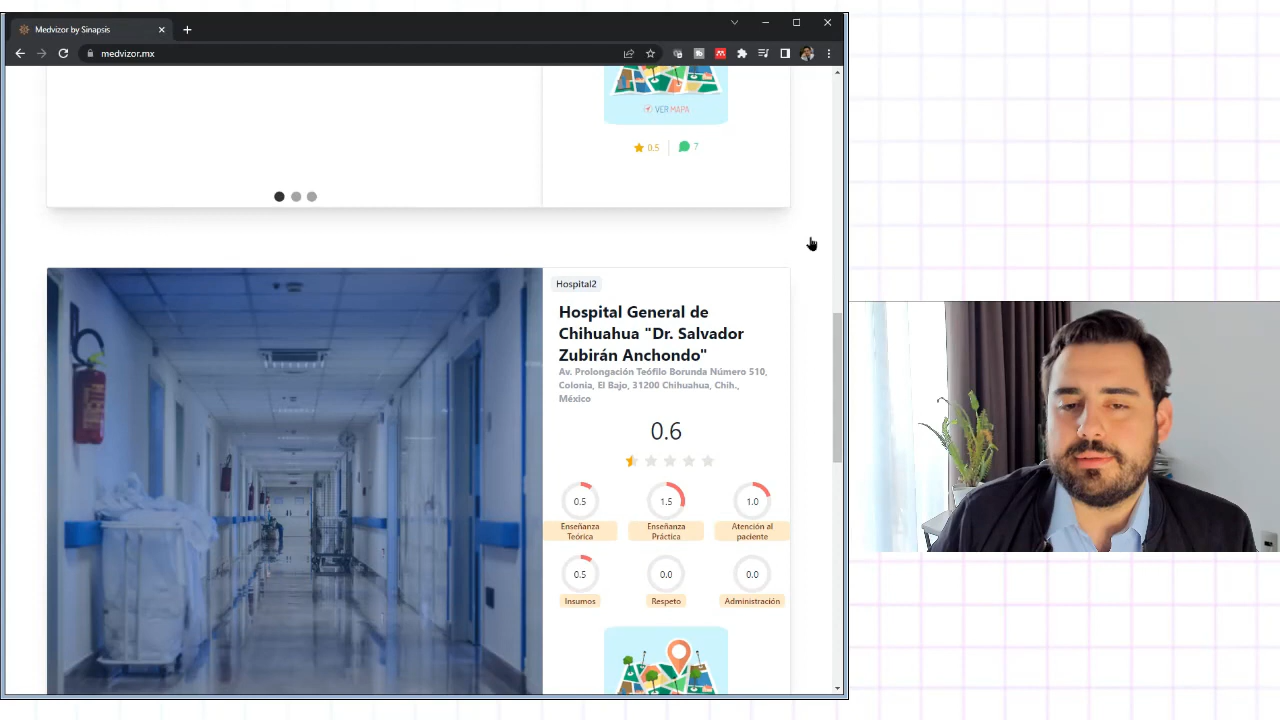 Medvizor by Sinapsis
medvizor.mx
VER MAPA
0.5
7
Hospital2
Hospital General de
Chihuahua "Dr. Salvador
Zubirán Anchondo"
Av. Prolongación Teófilo Borunda Número 510,
Colonia, El Bajo, 31200 Chihuahua, Chih.,
México
0.6
0.5
1.5
1.0
Enseñanza
Teórica
Enseñanza
Práctica
Atención al
paciente
0.5
0.0
0.0
Insumos
Respeto
Administración